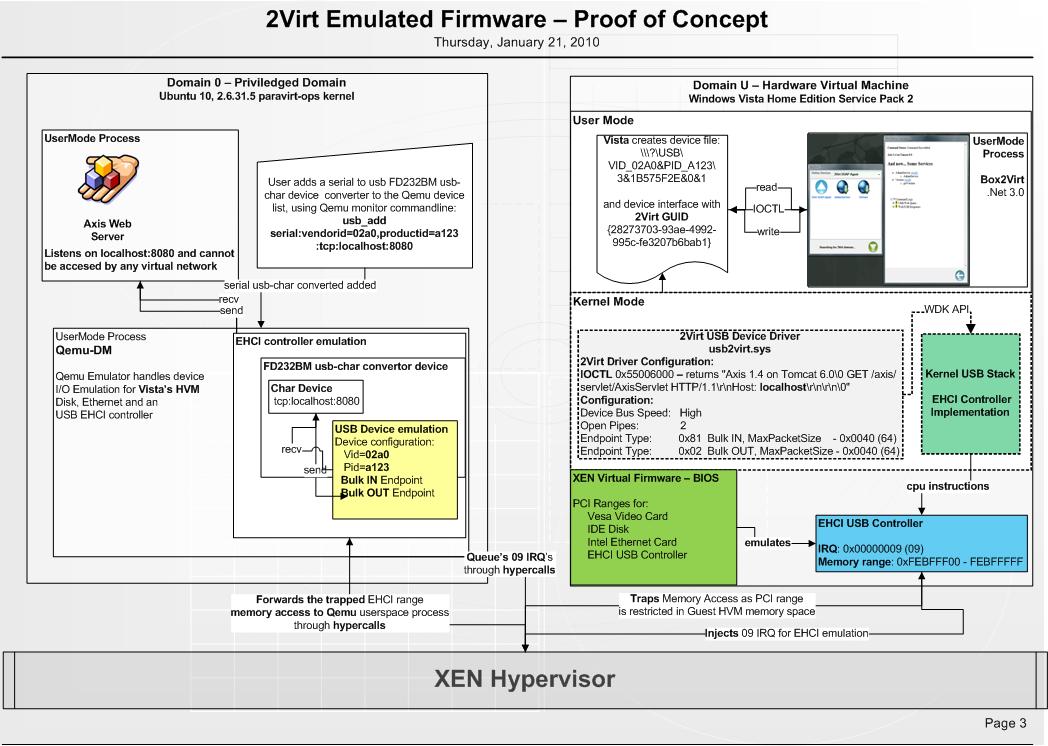 2Virt Emulated Firmware – Proof of Concept
Thursday, January 21, 2010
Domain 0 – Priviledged Domain
Ubuntu 10, 2.6.31.5 paravirt-ops kernel
UserMode Process
Axis Web
Server
Listens on localhost:8080 and cannot
be accesed by any virtual network
User adds a serial to usb FD232BM usb-
char device converter to the Qemu device
list, using Qemu monitor commandline:
usb_add
serial:vendorid=02a0,productid=a123
:tcp:localhost:8080
serial usb-char converted added
recv
send
UserMode Process
Qemu-DM
Qemu Emulator handles device
I/O Emulation for Vista's HVM
Disk, Ethernet and an
USB EHCI controller
EHCI controller emulation
FD232BM usb-char convertor device
Char Device
tcp:localhost:8080
recv
send
USB Device emulation
Device configuration:
Vid=02a0
Pid=a123
Bulk IN Endpoint
Bulk OUT Endpoint
Domain U – Hardware Virtual Machine
Windows Vista Home Edition Service Pack 2
User Mode
Vista creates device file:
\\\?\USB\
VID_02A0&PID_A123\
3&1B575F2E&0&1
and device interface with
2Virt GUID
{28273703-93ae-4992-
995c-fe3207b6bab1}
read
IOCTL
write
UserMode
Process
Box2Virt
.Net 3.0
Kernel Mode
WDK API
2Virt USB Device Driver
usb2virt.sys
2Virt Driver Configuration:
IOCTL 0x55006000 – returns "Axis 1.4 on Tomcat 6.0\0 GET /axis/
servlet/AxisServlet HTTP/1.1\r\nHost: localhost\r\n\r\n\0"
Configuration:
Device Bus Speed: High
Open Pipes: 2
Endpoint Type: 0x81 Bulk IN, MaxPacketSize - 0x0040 (64)
Endpoint Type: 0x02 Bulk OUT, MaxPacketSize - 0x0040 (64)
Kernel USB Stack
EHCI Controller
Implementation
cpu instructions
XEN Virtual Firmware – BIOS
PCI Ranges for:
Vesa Video Card
IDE Disk
Intel Ethernet Card
EHCI USB Controller
emulates
EHCI USB Controller
IRQ: 0x00000009 (09)
Memory range: 0xFEBFFF00 - FEBFFFFF
Queue's 09 IRQ's
through hypercalls
Forwards the trapped EHCI range
memory access to Qemu userspace process
through hypercalls
Traps Memory Access as PCI range
is restricted in Guest HVM memory space
Injects 09 IRQ for EHCI emulation
XEN Hypervisor
Page 3